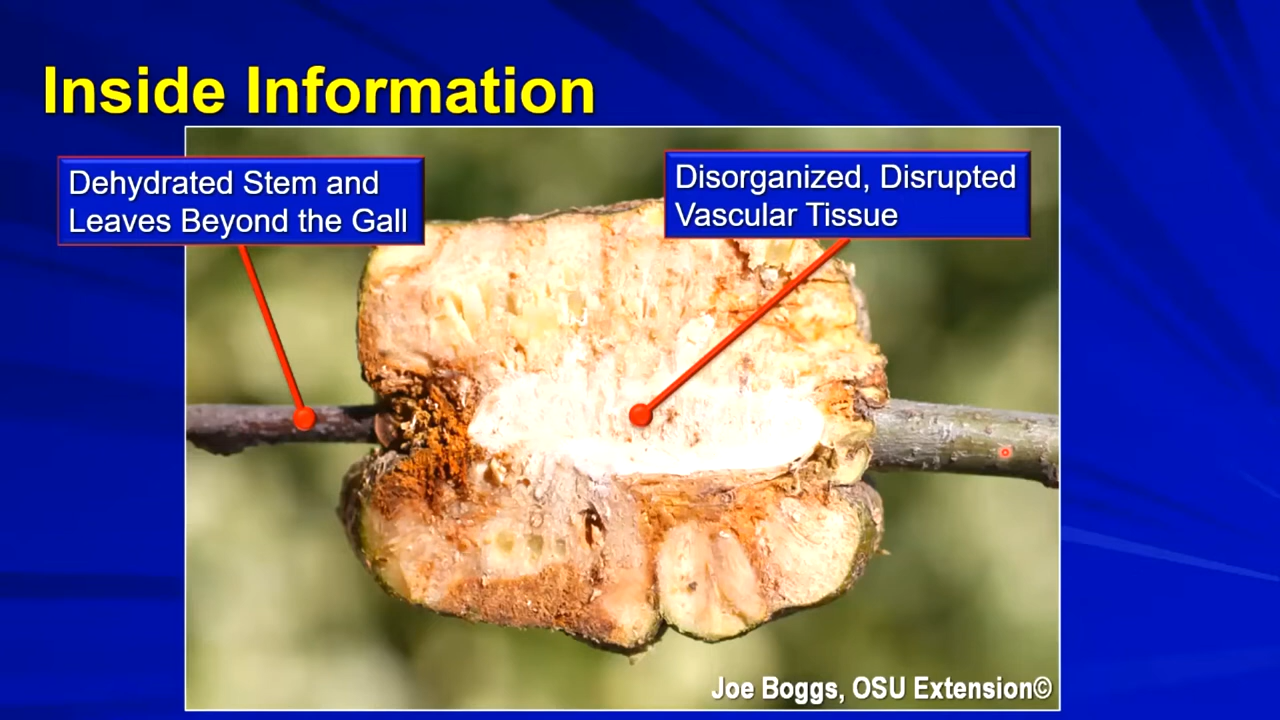 Inside Information
Dehydrated Stem and
Leaves Beyond the Gall
Disorganized, Disrupted
Vascular Tissue
Joe Boggs, OSU Extension©